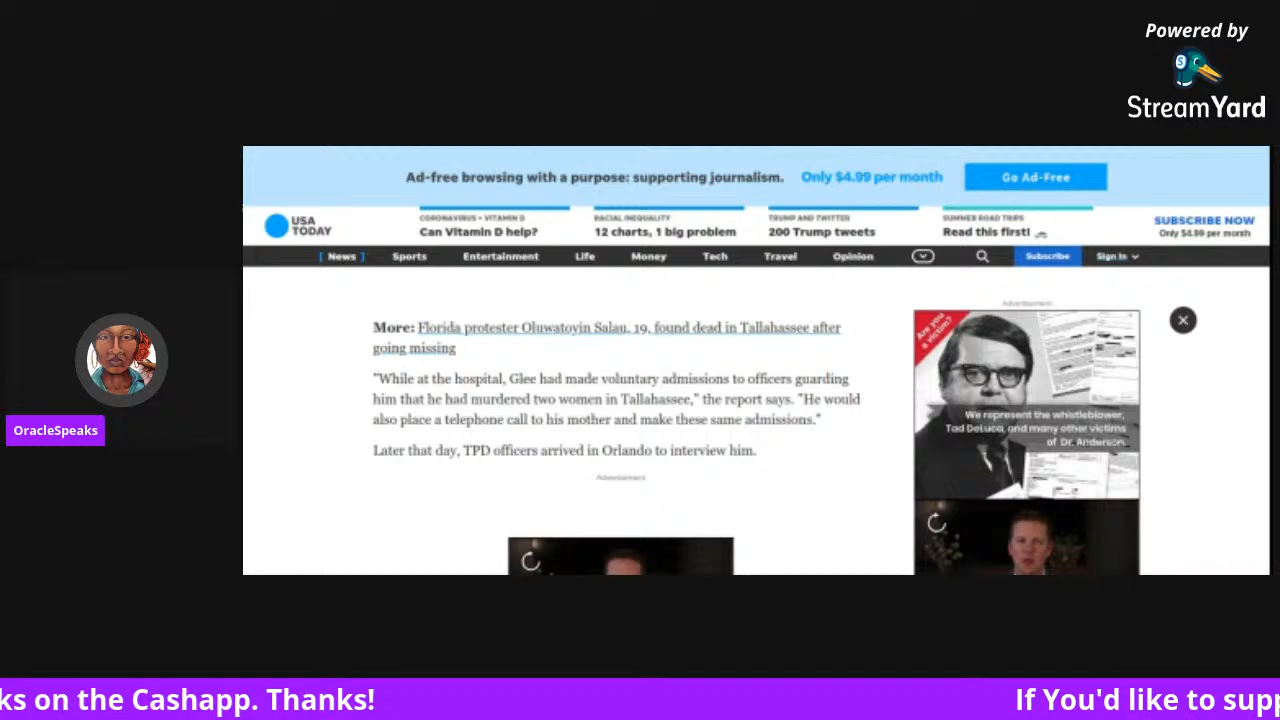 Powered by
StreamYard
Ad-free browsing with a purpose: supporting journalism. Only $4.99 per month Go Ad-Free
USA
TODAY
CORONAVIRUS • VITAMIN D
Can Vitamin D help?
RACIAL INEQUALITY
12 charts, 1 big problem
TRUMP AND TWITTER
200 Trump tweets
SUMMER ROAD TRIPS
Read this first!
SUBSCRIBE NOW
Only $4.99 per month
[ News ] Sports Entertainment Life Money Tech Travel Opinion Subscribe Sign In
More: Florida protester Oluwatoyin Salau, 19, found dead in Tallahassee after
going missing
"While at the hospital, Glee had made voluntary admissions to officers guarding
him that he had murdered two women in Tallahassee," the report says. "He would
also place a telephone call to his mother and make these same admissions."
Later that day, TPD officers arrived in Orlando to interview him.
Advertisement
Advertisement
Are you
a victim?
We represent the whistleblower,
Tad DeLuca, and many other victims
of Dr. Anderson.
OracleSpeaks
ks on the Cashapp. Thanks! If You'd like to supp